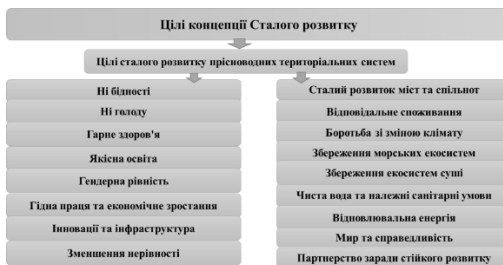 Цілі концепції Сталого розвитку
Цілі сталого розвитку прісноводних територіальних систем
Ні бідності
Ні голоду
Гарне здоров'я
Якісна освіта
Гендерна рівність
Гідна праця та економічне зростання
Інновації та інфраструктура
Зменшення нерівності
Сталий розвиток міст та спільнот
Відповідальне споживання
Боротьба зі зміною клімату
Збереження морських екосистем
Збереження екосистем суші
Чиста вода та належні санітарні умови
Відновлювальна енергія
Мир та справедливість
Партнерство заради стійкого розвитку